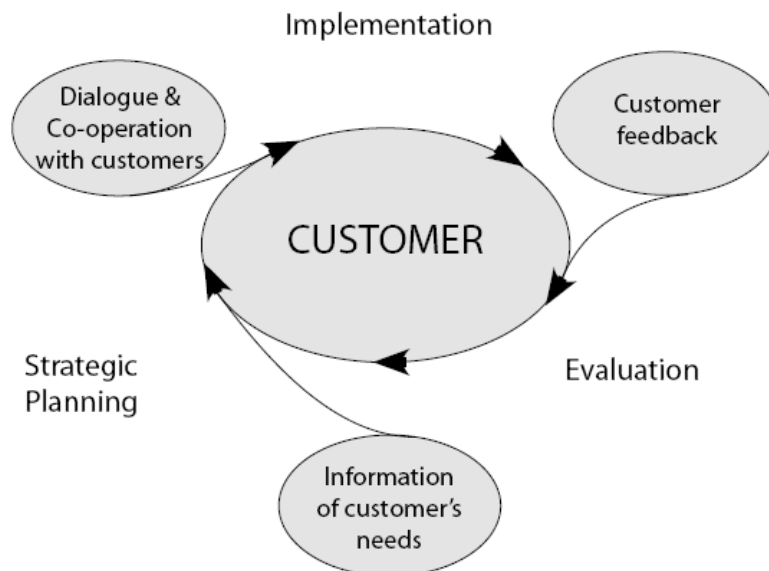 Implementation
Dialogue &
Co-operation
with customers
Customer
feedback
CUSTOMER
Strategic
Planning
Evaluation
Information
of customer's
needs